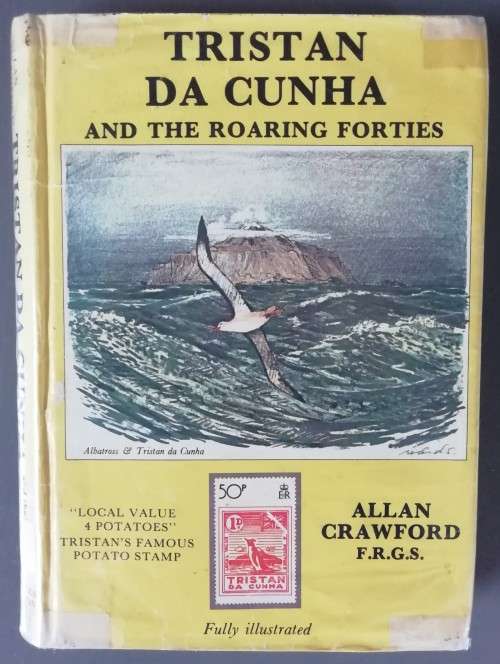 TRISTAN
DA CUNHA
AND THE ROARING FORTIES
Albatross & Tristan da Cunha
"LOCAL VALUE
4 POTATOES"
TRISTAN'S FAMOUS
POTATO STAMP
50P
ER
1D
TRISTAN
DA CUNHA
ALLAN
CRAWFORD
F.R.G.S.
Fully illustrated
TRISTAN DA CUNHA